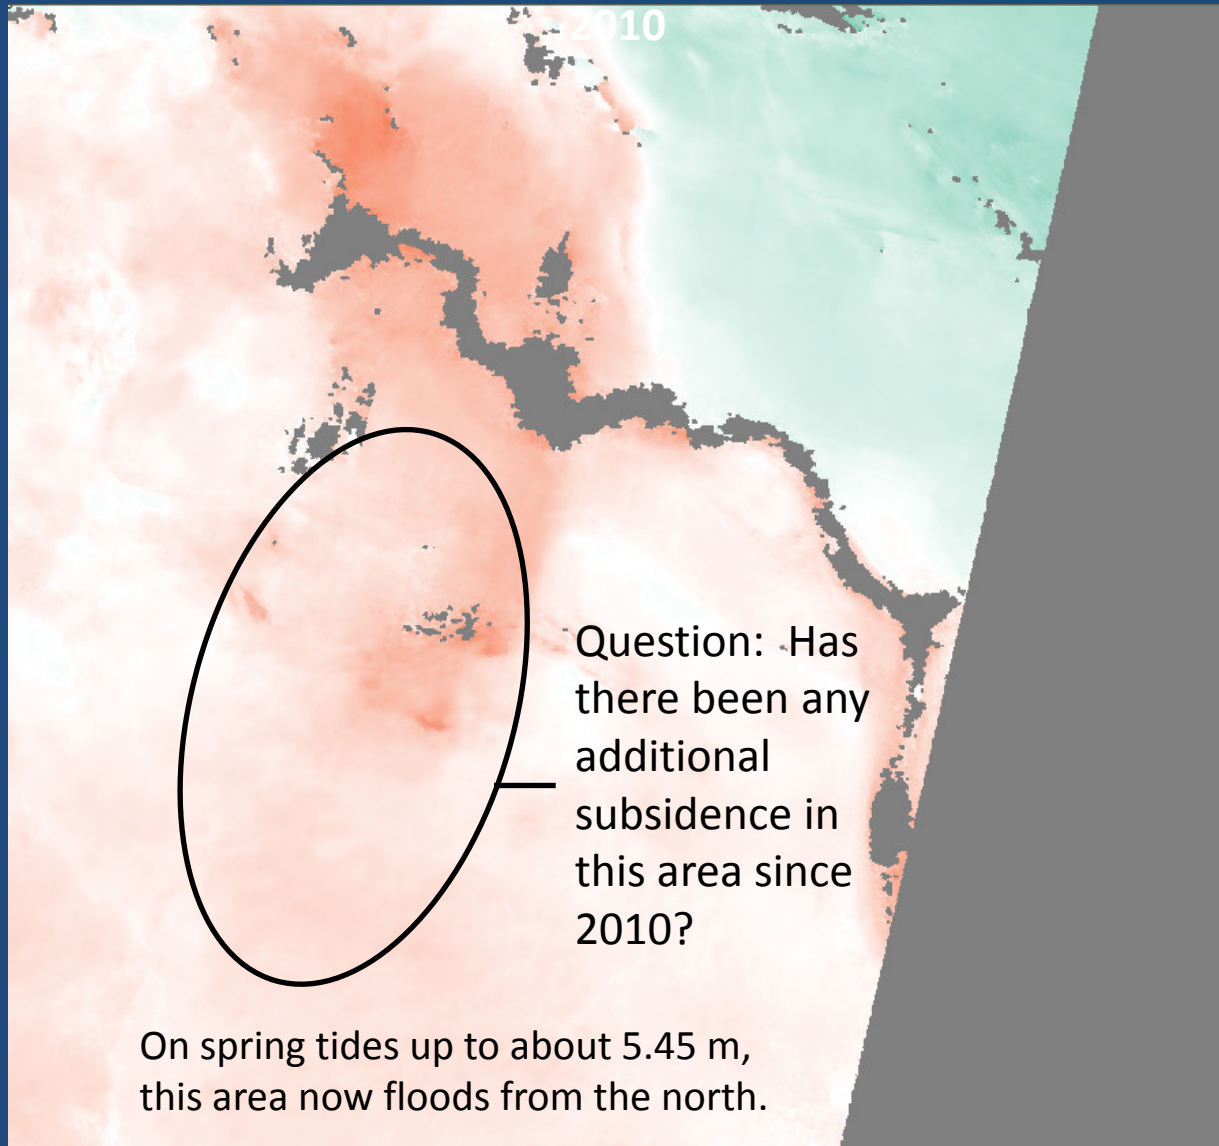 2010
Question:  Has
there been any
additional
subsidence in
this area since
2010?
On spring tides up to about 5.45 m,
this area now floods from the north.